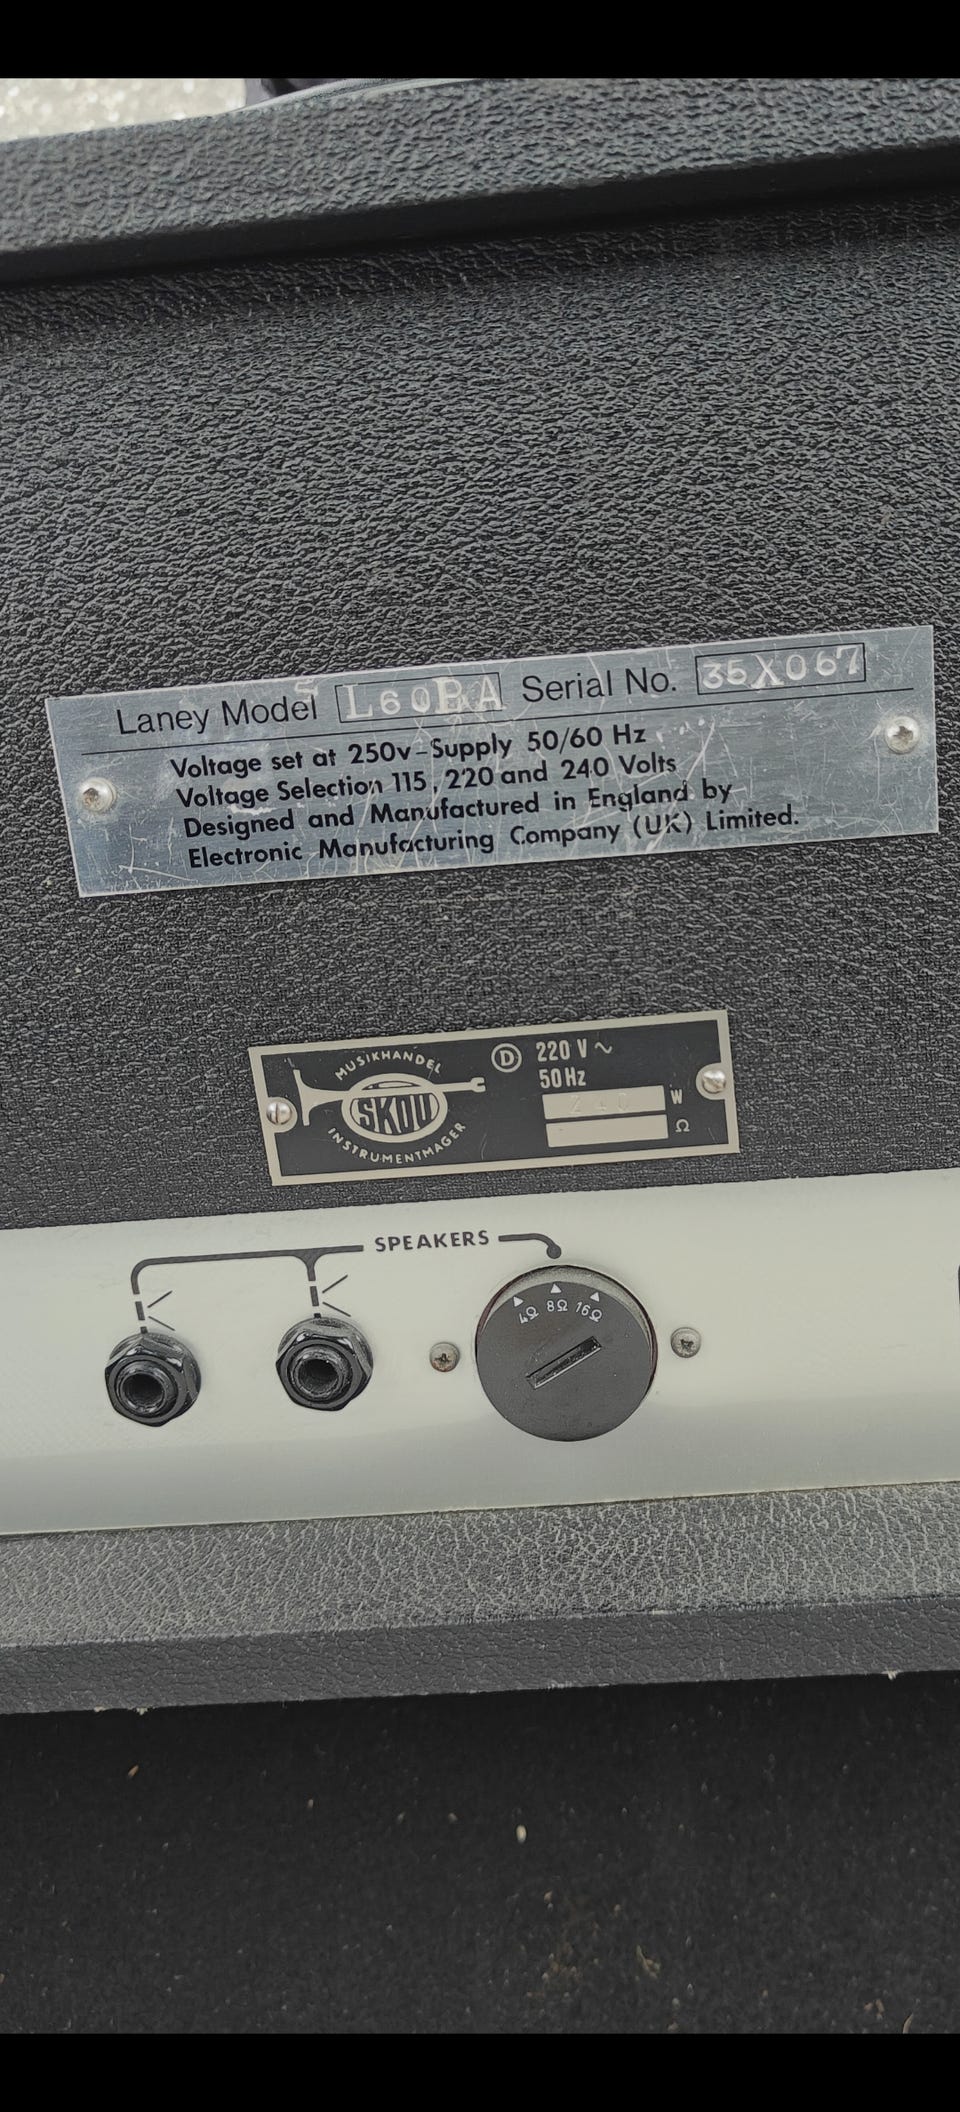 Laney Model L60BA Serial No. 35X067
Voltage set at 250v-Supply 50/60 Hz
Voltage Selection 115, 220 and 240 Volts
Designed and Manufactured in England by
Electronic Manufacturing Company (UK) Limited.
MUSIKHANDEL
SKOU
INSTRUMENTMAGER
D 220 V ~
50 Hz
240 W
Ω
SPEAKERS
4Ω 8Ω 16Ω